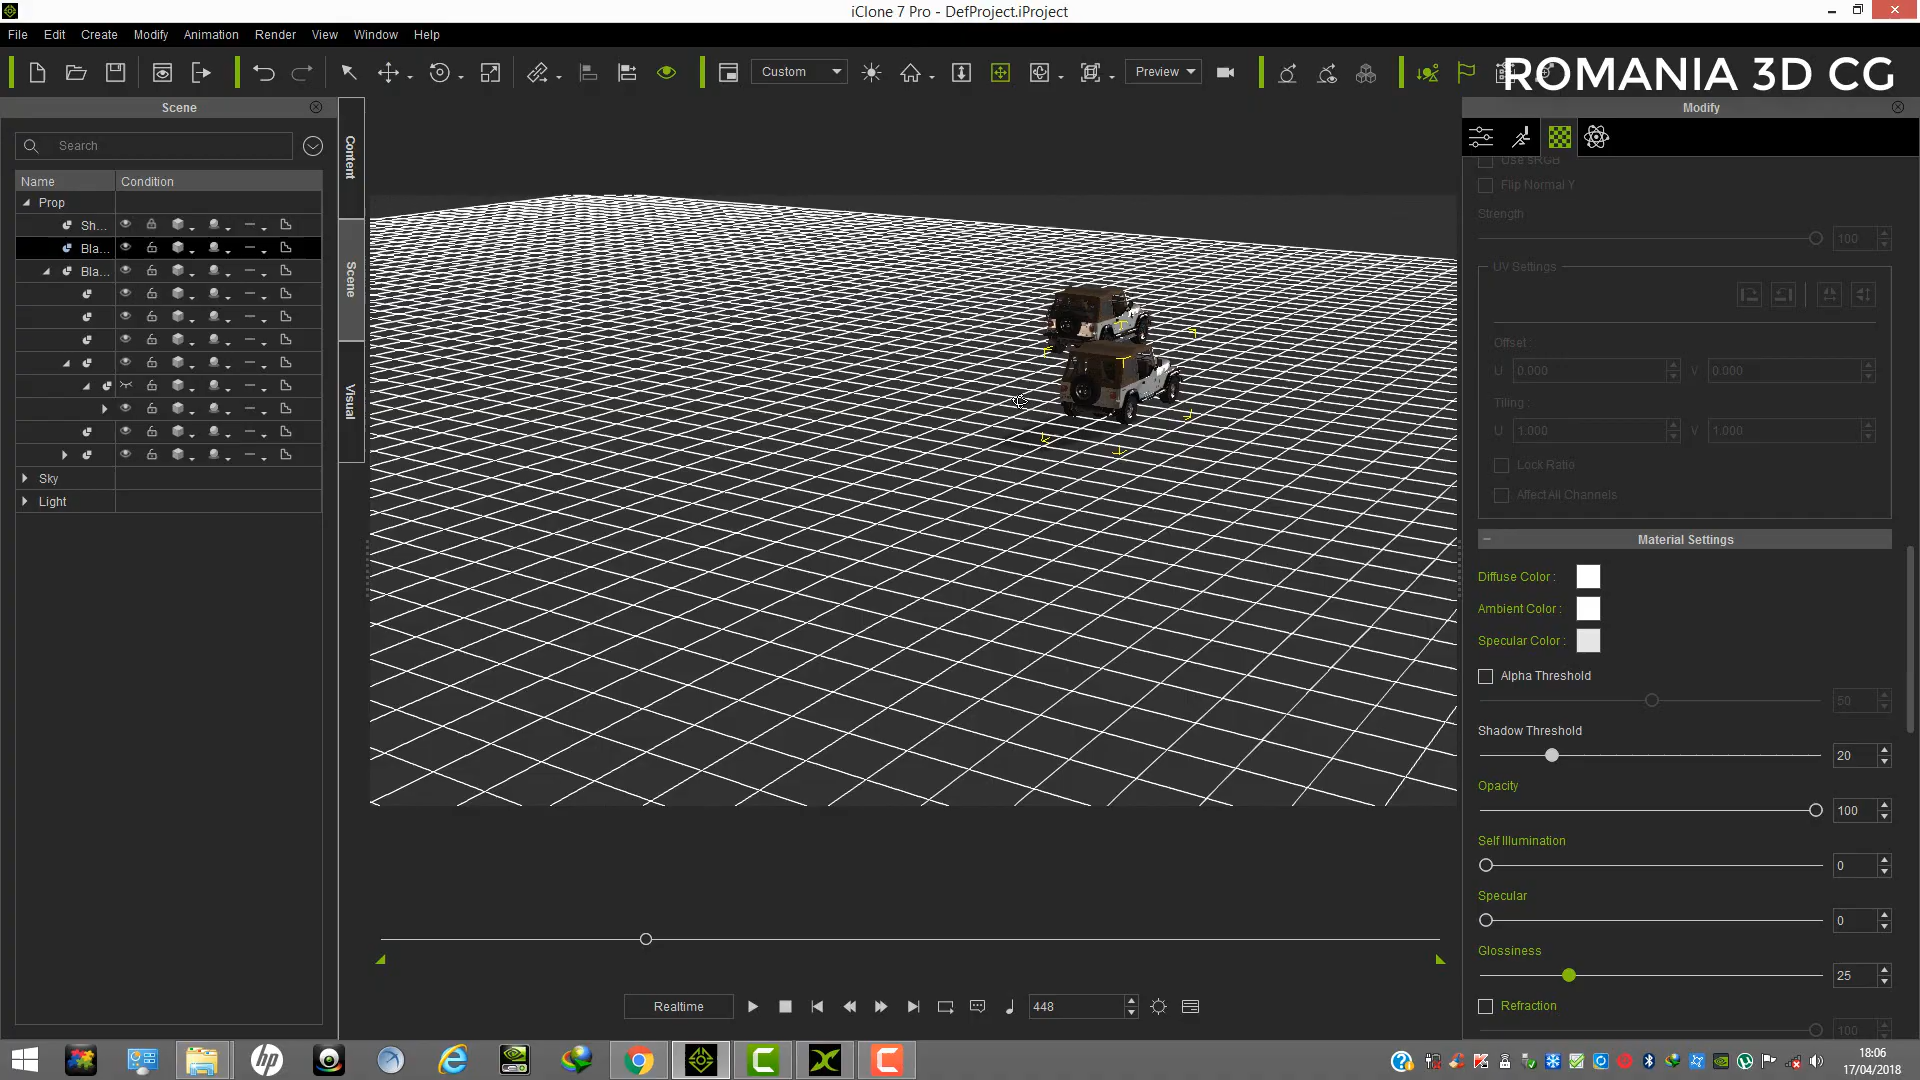 iClone 7 Pro - DefProject.iProject
File Edit Create Modify Animation Render View Window Help
Custom
Preview
ROMANIA 3D CG
Scene
Modify
Search
Content
Scene
Visual
Name Condition
Prop
Sh...
Bla...
Bla...
Sky
Light
Use sRGB
Flip Normal Y
Strength
100
UV Settings
Offset :
U 0.000 V 0.000
Tiling :
U 1.000 V 1.000
Lock Ratio
Affect All Channels
Material Settings
Diffuse Color :
Ambient Color :
Specular Color :
Alpha Threshold
50
Shadow Threshold
20
Opacity
100
Self Illumination
0
Specular
0
Glossiness
25
Refraction
100
Realtime
448
18:06
17/04/2018